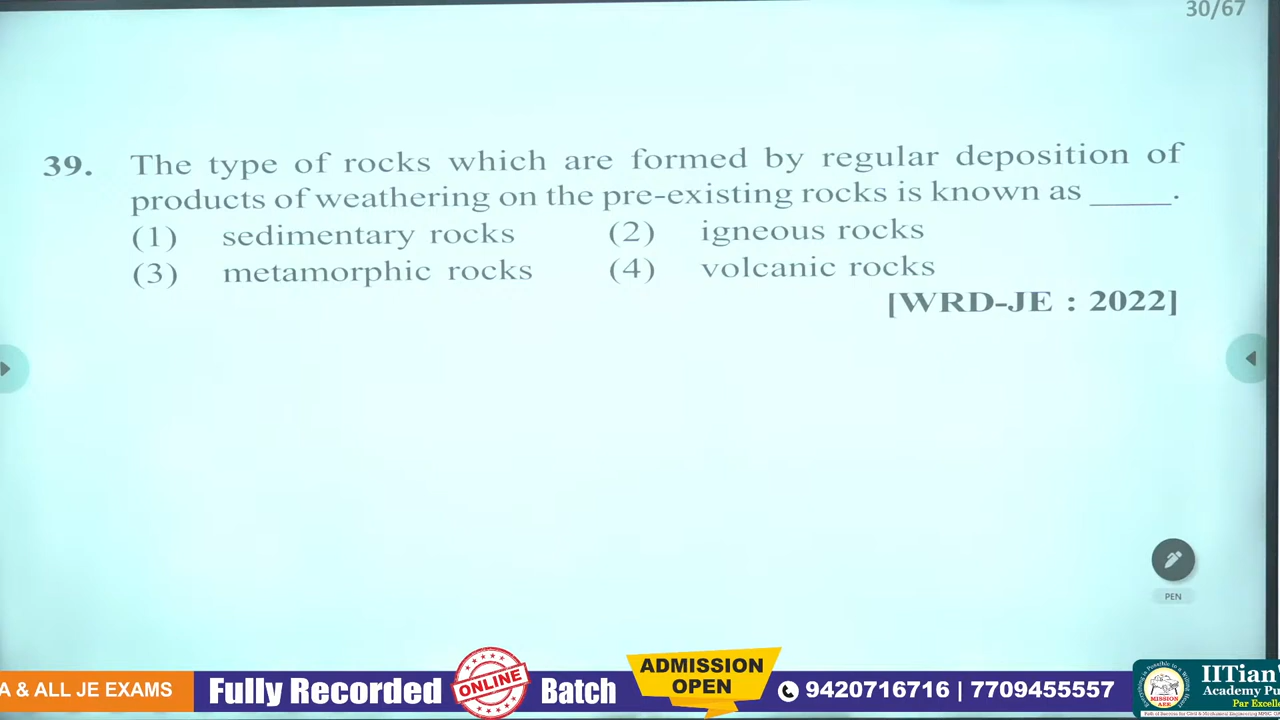 30/67
39. The type of rocks which are formed by regular deposition of
products of weathering on the pre-existing rocks is known as _____.
(1) sedimentary rocks (2) igneous rocks
(3) metamorphic rocks (4) volcanic rocks
[WRD-JE : 2022]
PEN
A & ALL JE EXAMS
Fully Recorded ONLINE Batch
ADMISSION
OPEN
9420716716 | 7709455557
IITian'
Academy Pu
Par Excelle
MISSION